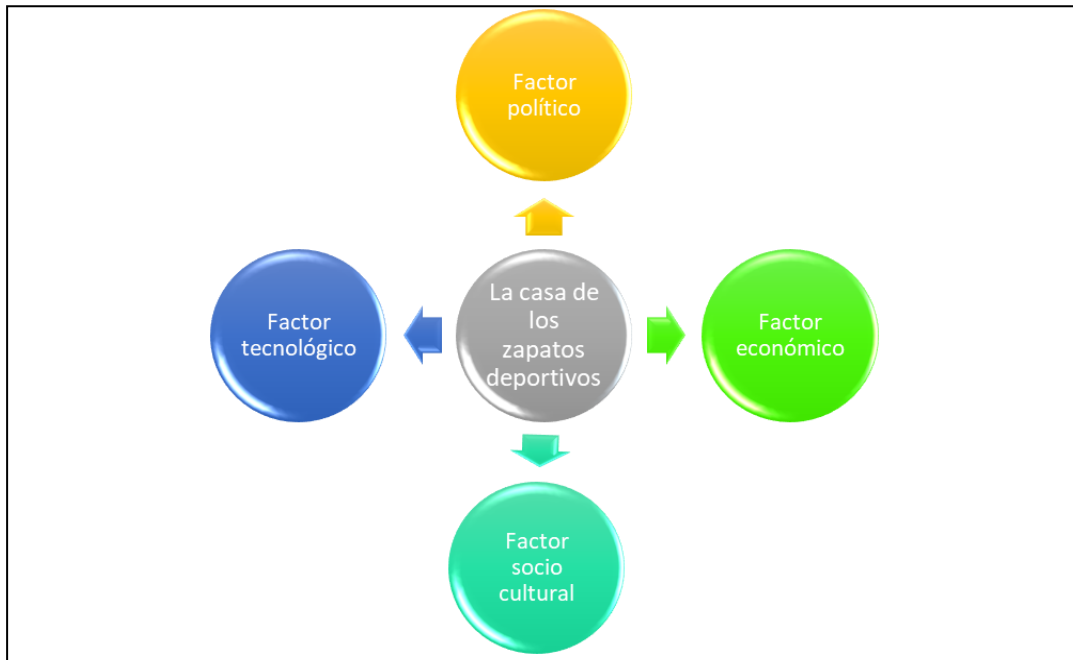 Factor
político
Factor
tecnológico
La casa de
los
zapatos
deportivos
Factor
económico
Factor
socio
cultural